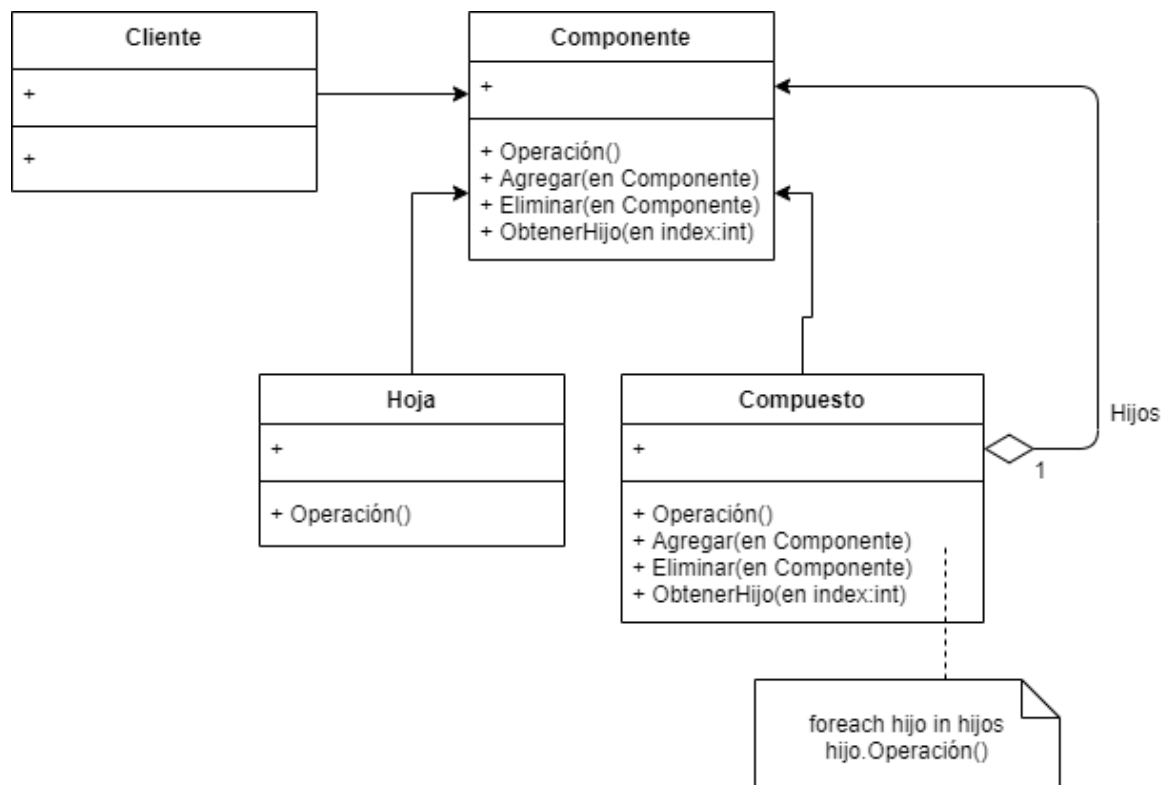 Cliente
+
+
Componente
+
+ Operación()
+ Agregar(en Componente)
+ Eliminar(en Componente)
+ ObtenerHijo(en index:int)
Hoja
+
+ Operación()
Compuesto
+
+ Operación()
+ Agregar(en Componente)
+ Eliminar(en Componente)
+ ObtenerHijo(en index:int)
Hijos
1
foreach hijo in hijos
hijo.Operación()